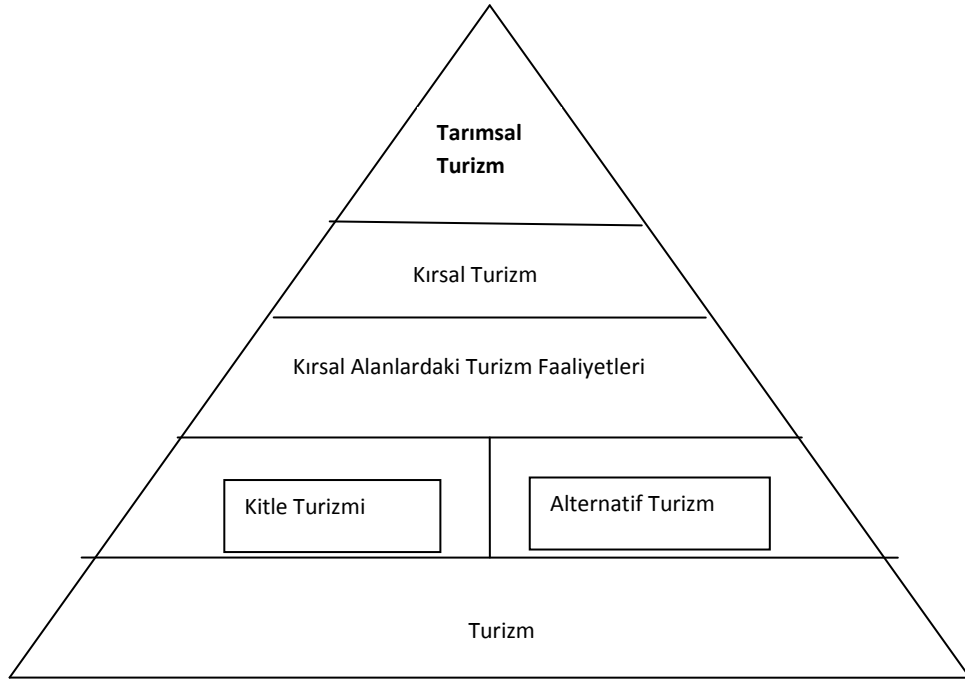 Tarımsal
Turizm
Kırsal Turizm
Kırsal Alanlardaki Turizm Faaliyetleri
Kitle Turizmi
Alternatif Turizm
Turizm